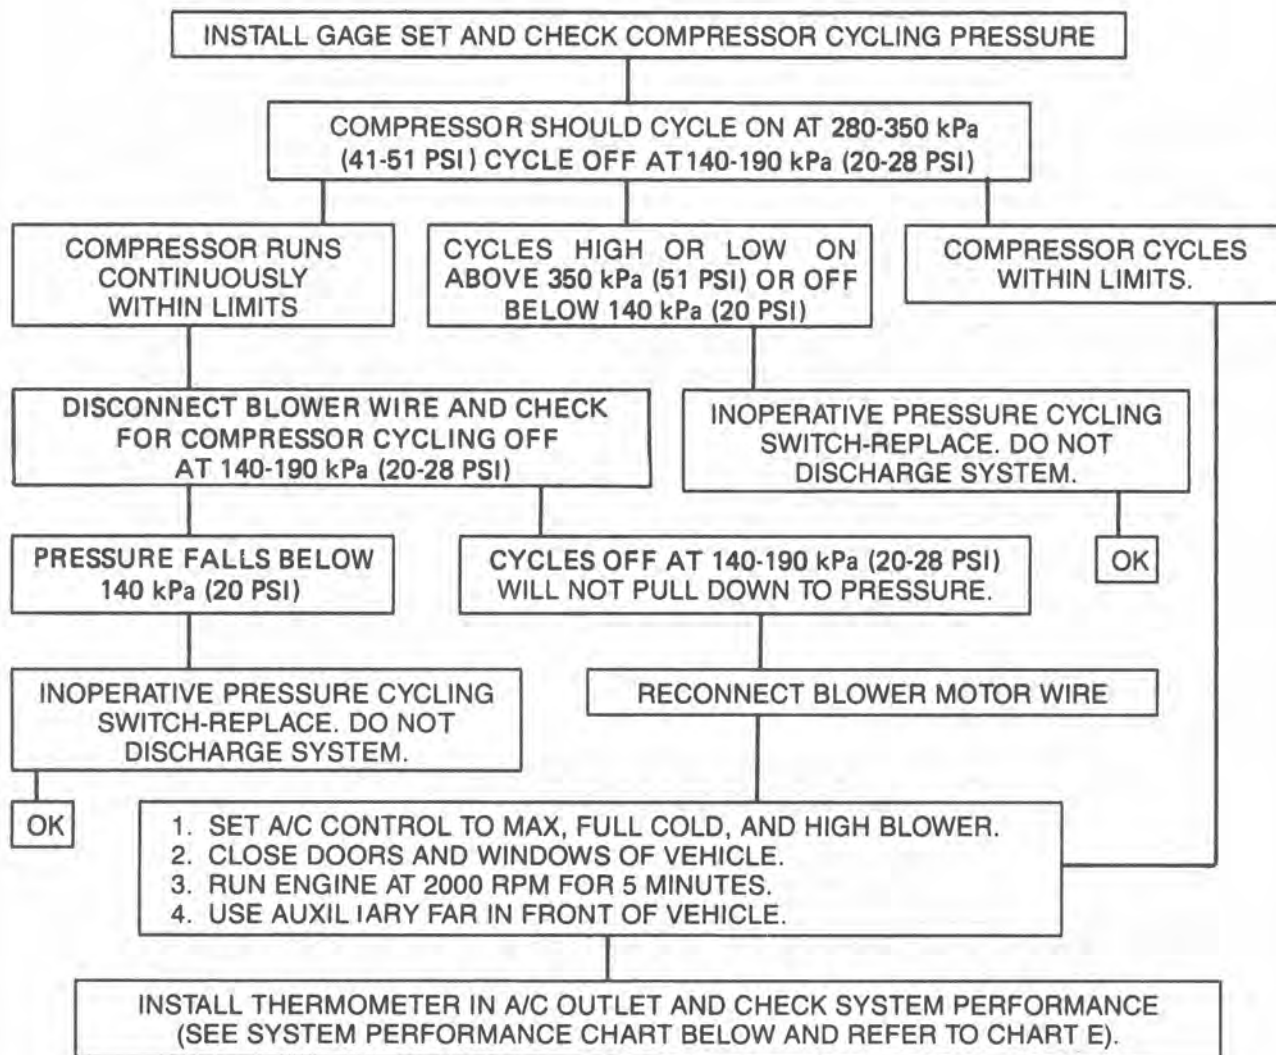 INSTALL GAGE SET AND CHECK COMPRESSOR CYCLING PRESSURE
COMPRESSOR SHOULD CYCLE ON AT 280-350 kPa
(41-51 PSI) CYCLE OFF AT 140-190 kPa (20-28 PSI)
COMPRESSOR RUNS
CONTINUOUSLY
WITHIN LIMITS
CYCLES HIGH OR LOW ON
ABOVE 350 kPa (51 PSI) OR OFF
BELOW 140 kPa (20 PSI)
COMPRESSOR CYCLES
WITHIN LIMITS.
DISCONNECT BLOWER WIRE AND CHECK
FOR COMPRESSOR CYCLING OFF
AT 140-190 kPa (20-28 PSI)
INOPERATIVE PRESSURE CYCLING
SWITCH-REPLACE. DO NOT
DISCHARGE SYSTEM.
PRESSURE FALLS BELOW
140 kPa (20 PSI)
CYCLES OFF AT 140-190 kPa (20-28 PSI)
WILL NOT PULL DOWN TO PRESSURE.
OK
INOPERATIVE PRESSURE CYCLING
SWITCH-REPLACE. DO NOT
DISCHARGE SYSTEM.
RECONNECT BLOWER MOTOR WIRE
OK
1. SET A/C CONTROL TO MAX, FULL COLD, AND HIGH BLOWER.
2. CLOSE DOORS AND WINDOWS OF VEHICLE.
3. RUN ENGINE AT 2000 RPM FOR 5 MINUTES.
4. USE AUXILIARY FAR IN FRONT OF VEHICLE.
INSTALL THERMOMETER IN A/C OUTLET AND CHECK SYSTEM PERFORMANCE
(SEE SYSTEM PERFORMANCE CHART BELOW AND REFER TO CHART E).